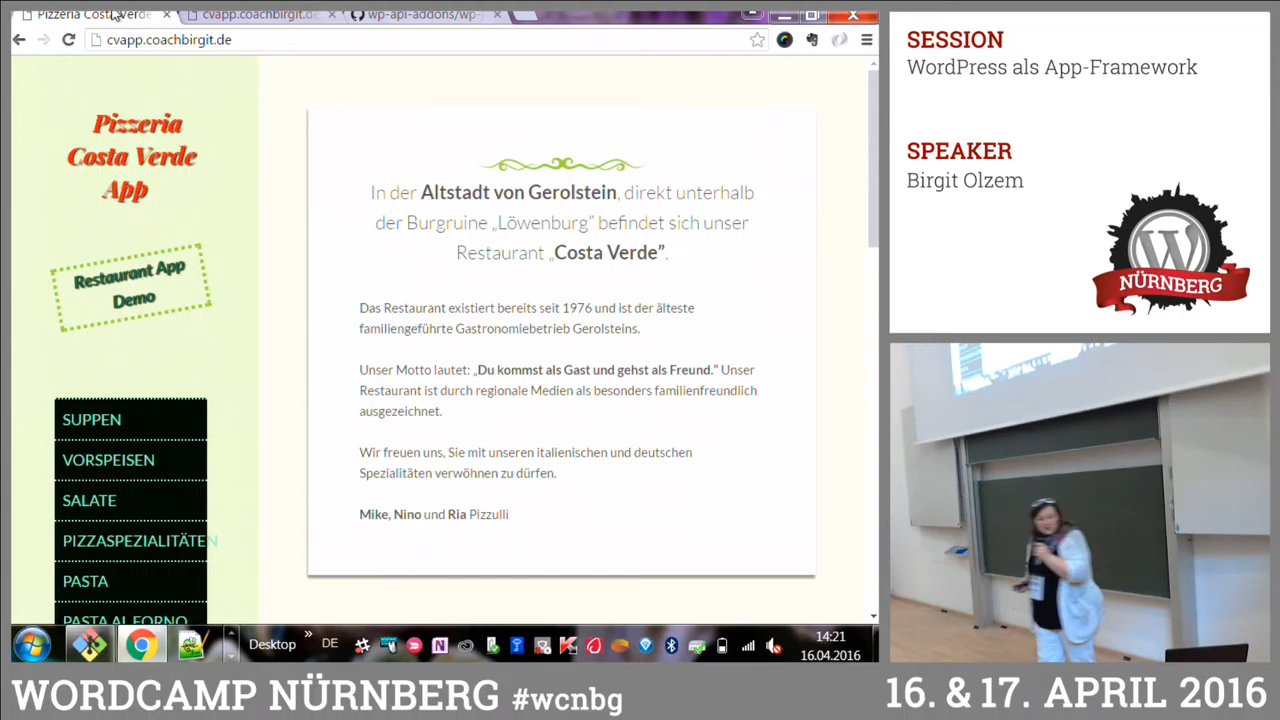 Pizzeria Costa Verde
cvapp.coachbirgit.de/
wp-api-addons/wp-
cvapp.coachbirgit.de
Pizzeria
Costa Verde
App
Restaurant App
Demo
SUPPEN
VORSPEISEN
SALATE
PIZZASPEZIALITÄTEN
PASTA
PASTA AL FORNO
In der Altstadt von Gerolstein, direkt unterhalb
der Burgruine „Löwenburg” befindet sich unser
Restaurant „Costa Verde”.
Das Restaurant existiert bereits seit 1976 und ist der älteste
familiengeführte Gastronomiebetrieb Gerolsteins.
Unser Motto lautet: „Du kommst als Gast und gehst als Freund.” Unser
Restaurant ist durch regionale Medien als besonders familienfreundlich
ausgezeichnet.
Wir freuen uns, Sie mit unseren italienischen und deutschen
Spezialitäten verwöhnen zu dürfen.
Mike, Nino und Ria Pizzulli
Desktop
»
DE
14:21
16.04.2016
SESSION
WordPress als App-Framework
SPEAKER
Birgit Olzem
W
NÜRNBERG
WORDCAMP NÜRNBERG #wcnbg
16. & 17. APRIL 2016